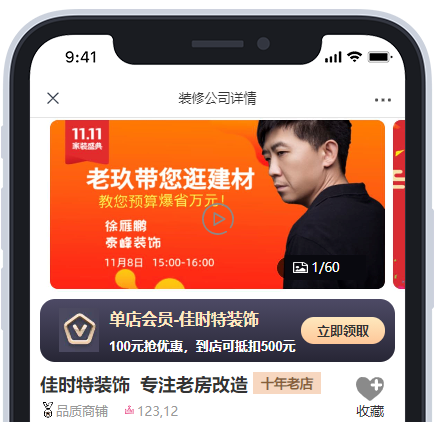 9:41
装修公司详情
11.11
家装盛典
老玖带您逛建材
教您预算爆省万元！
徐雁鹏
秦峰装饰
11月8日 15:00-16:00
1/60
单店会员-佳时特装饰
100元抢优惠，到店可抵扣500元
立即领取
佳时特装饰 专注老房改造 十年老店
品质商铺 123,12
收藏